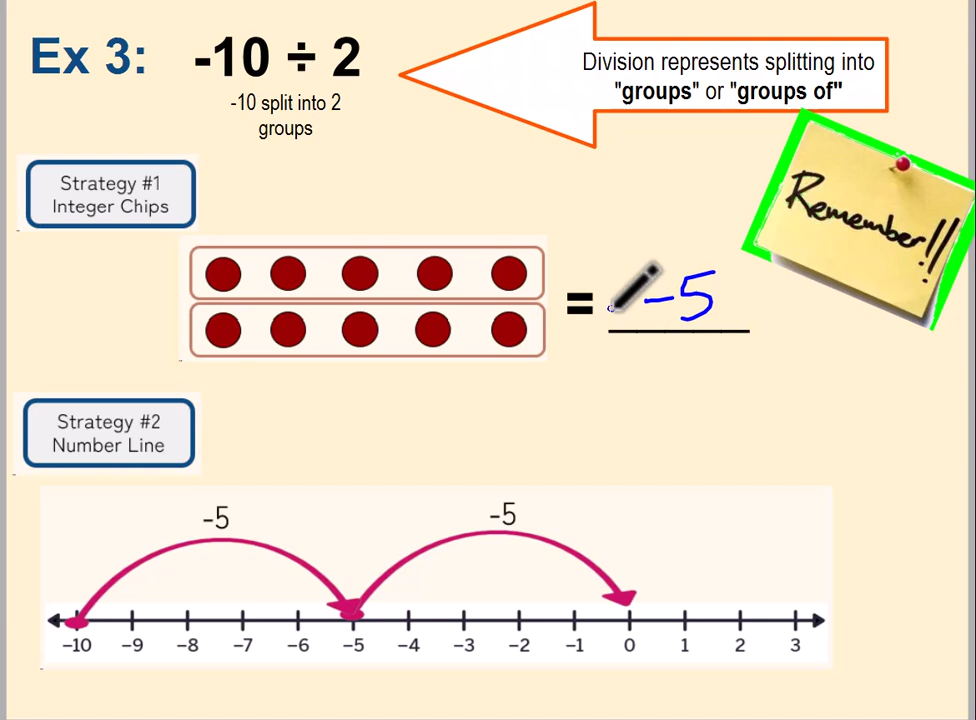 Ex 3: -10 ÷ 2
-10 split into 2
groups
Division represents splitting into
"groups" or "groups of"
Remember!!
Strategy #1
Integer Chips
= -5
Strategy #2
Number Line
-5 -5
-10 -9 -8 -7 -6 -5 -4 -3 -2 -1 0 1 2 3